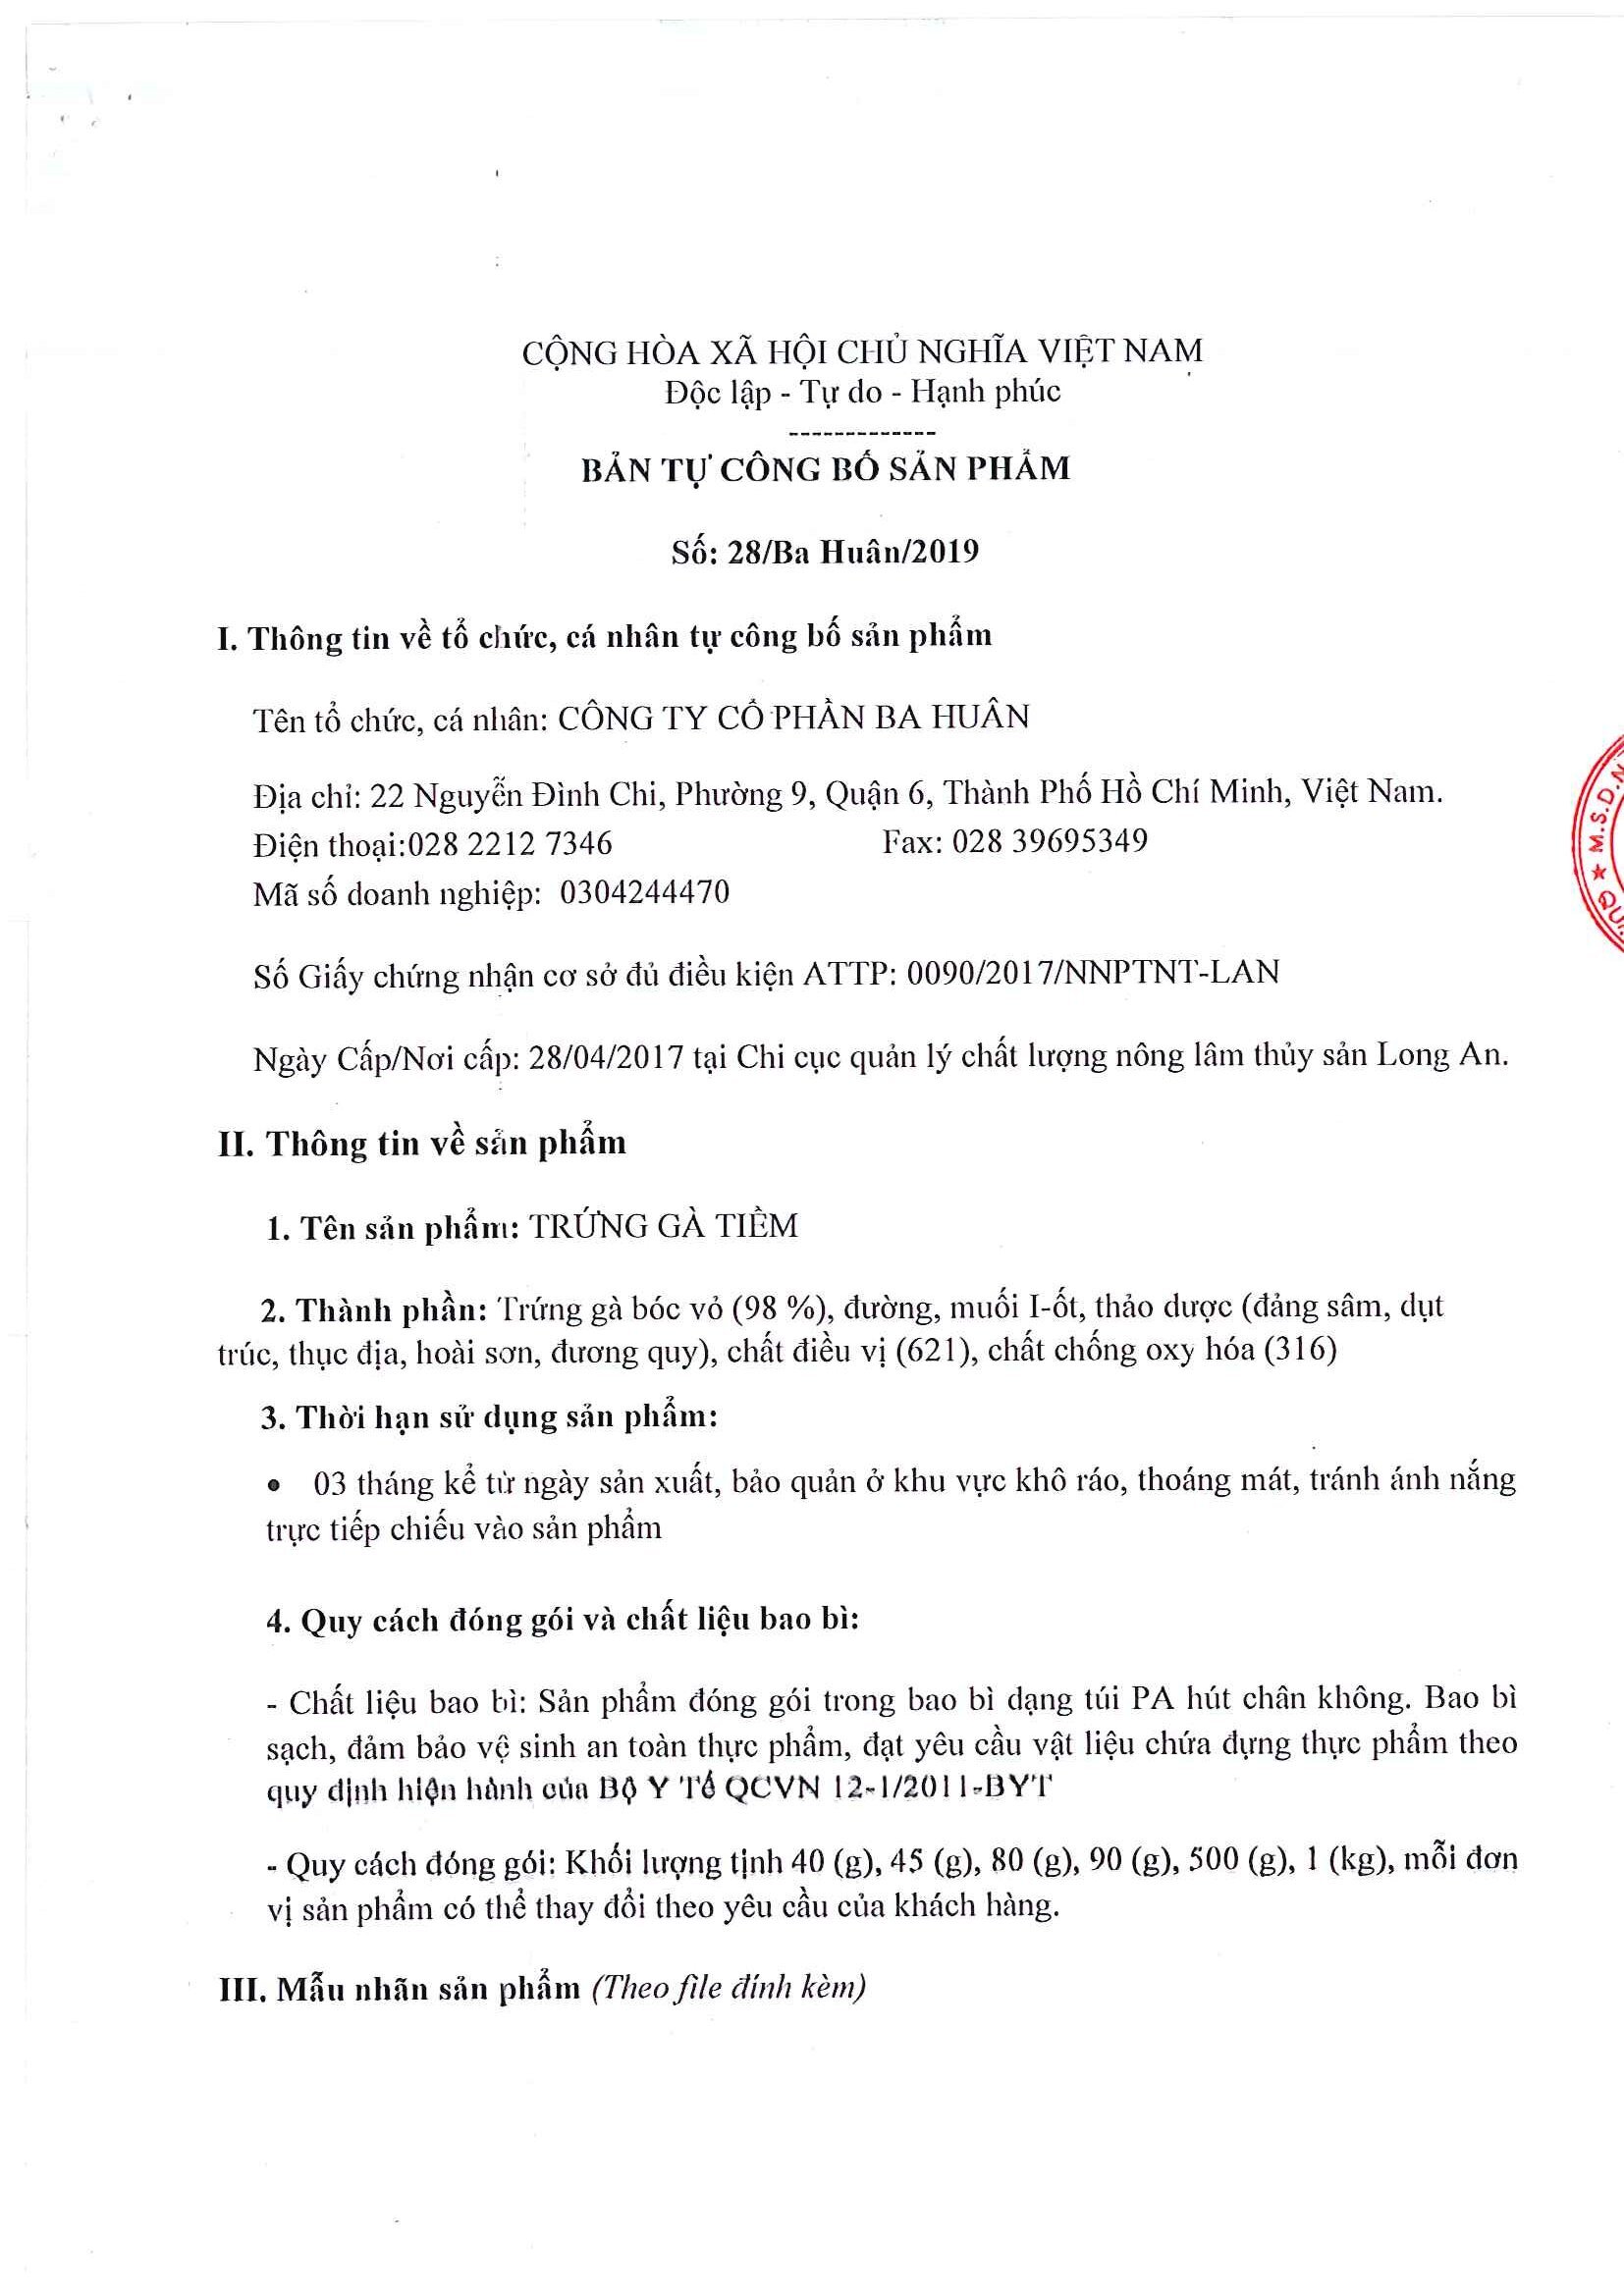 CỘNG HÒA XÃ HỘI CHỦ NGHĨA VIỆT NAM
Độc lập - Tự do - Hạnh phúc
-------------
BẢN TỰ CÔNG BỐ SẢN PHẨM
Số: 28/Ba Huân/2019
I. Thông tin về tổ chức, cá nhân tự công bố sản phẩm
Tên tổ chức, cá nhân: CÔNG TY CỔ PHẦN BA HUÂN
Địa chỉ: 22 Nguyễn Đình Chi, Phường 9, Quận 6, Thành Phố Hồ Chí Minh, Việt Nam.
Điện thoại:028 2212 7346 Fax: 028 39695349
Mã số doanh nghiệp: 0304244470
★ M.S.D.N
Số Giấy chứng nhận cơ sở đủ điều kiện ATTP: 0090/2017/NNPTNT-LAN
Ngày Cấp/Nơi cấp: 28/04/2017 tại Chi cục quản lý chất lượng nông lâm thủy sản Long An.
II. Thông tin về sản phẩm
1. Tên sản phẩm: TRỨNG GÀ TIỀM
2. Thành phần: Trứng gà bóc vỏ (98 %), đường, muối I-ốt, thảo dược (đảng sâm, dụt
trúc, thục địa, hoài sơn, đương quy), chất điều vị (621), chất chống oxy hóa (316)
3. Thời hạn sử dụng sản phẩm:
● 03 tháng kể từ ngày sản xuất, bảo quản ở khu vực khô ráo, thoáng mát, tránh ánh nắng
trực tiếp chiếu vào sản phẩm
4. Quy cách đóng gói và chất liệu bao bì:
- Chất liệu bao bì: Sản phẩm đóng gói trong bao bì dạng túi PA hút chân không. Bao bì
sạch, đảm bảo vệ sinh an toàn thực phẩm, đạt yêu cầu vật liệu chứa đựng thực phẩm theo
quy định hiện hành của Bộ Y Tế QCVN 12-1/2011-BYT
- Quy cách đóng gói: Khối lượng tịnh 40 (g), 45 (g), 80 (g), 90 (g), 500 (g), 1 (kg), mỗi đơn
vị sản phẩm có thể thay đổi theo yêu cầu của khách hàng.
III. Mẫu nhãn sản phẩm (Theo file đính kèm)